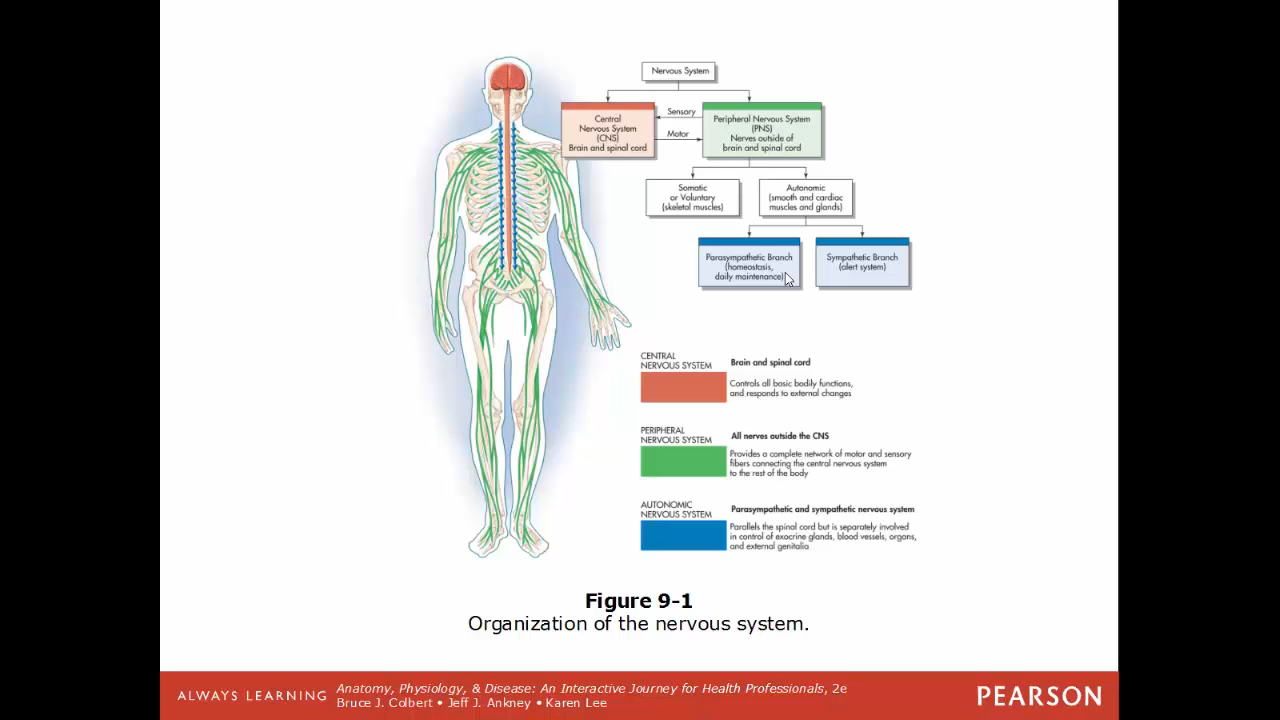 Nervous System
Central
Nervous System
(CNS)
Brain and spinal cord
Sensory
Motor
Peripheral Nervous System
(PNS)
Nerves outside of
brain and spinal cord
Somatic
or Voluntary
(skeletal muscles)
Autonomic
(smooth and cardiac
muscles and glands)
Parasympathetic Branch
(homeostasis,
daily maintenance)
Sympathetic Branch
(alert system)
CENTRAL
NERVOUS SYSTEM
Brain and spinal cord
Controls all basic bodily functions,
and responds to external changes
PERIPHERAL
NERVOUS SYSTEM
All nerves outside the CNS
Provides a complete network of motor and sensory
fibers connecting the central nervous system
to the rest of the body
AUTONOMIC
NERVOUS SYSTEM
Parasympathetic and sympathetic nervous system
Parallels the spinal cord but is separately involved
in control of exocrine glands, blood vessels, organs,
and external genitalia
Figure 9-1
Organization of the nervous system.
ALWAYS LEARNING
Anatomy, Physiology, & Disease: An Interactive Journey for Health Professionals, 2e
Bruce J. Colbert • Jeff J. Ankney • Karen Lee
PEARSON